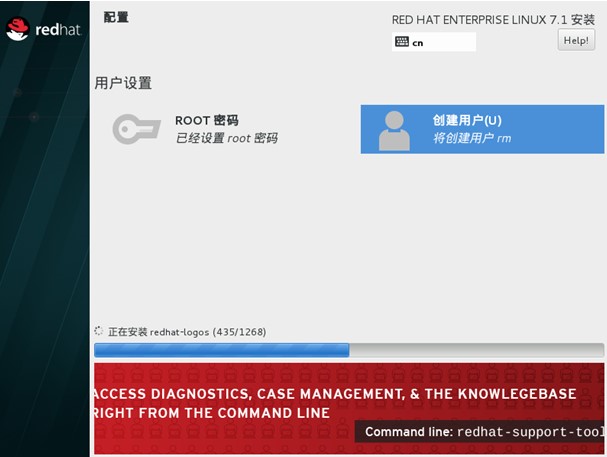 redhat
配置
RED HAT ENTERPRISE LINUX 7.1 安装
cn
Help!
用户设置
ROOT 密码
已经设置 root 密码
创建用户(U)
将创建用户 rm
正在安装 redhat-logos (435/1268)
ACCESS DIAGNOSTICS, CASE MANAGEMENT, & THE KNOWLEGEBASE
RIGHT FROM THE COMMAND LINE
Command line: redhat-support-tool